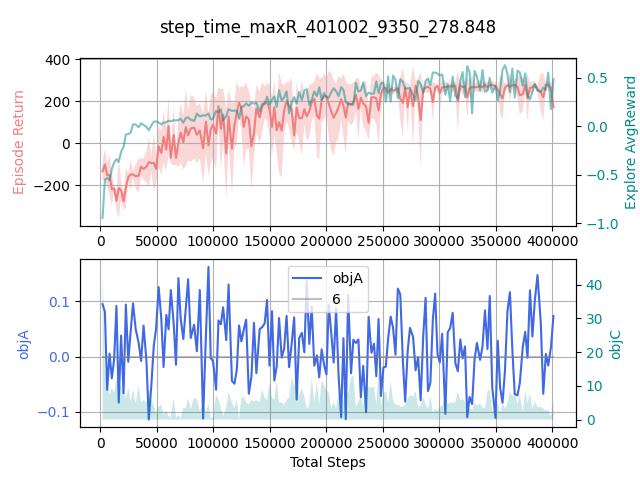 step_time_maxR_401002_9350_278.848
400
200
0
−200
Episode Return
0.5
0.0
−0.5
−1.0
Explore AvgReward
0 50000 100000 150000 200000 250000 300000 350000 400000
0.1
0.0
−0.1
objA
objA
6
40
30
20
10
0
objC
0 50000 100000 150000 200000 250000 300000 350000 400000
Total Steps